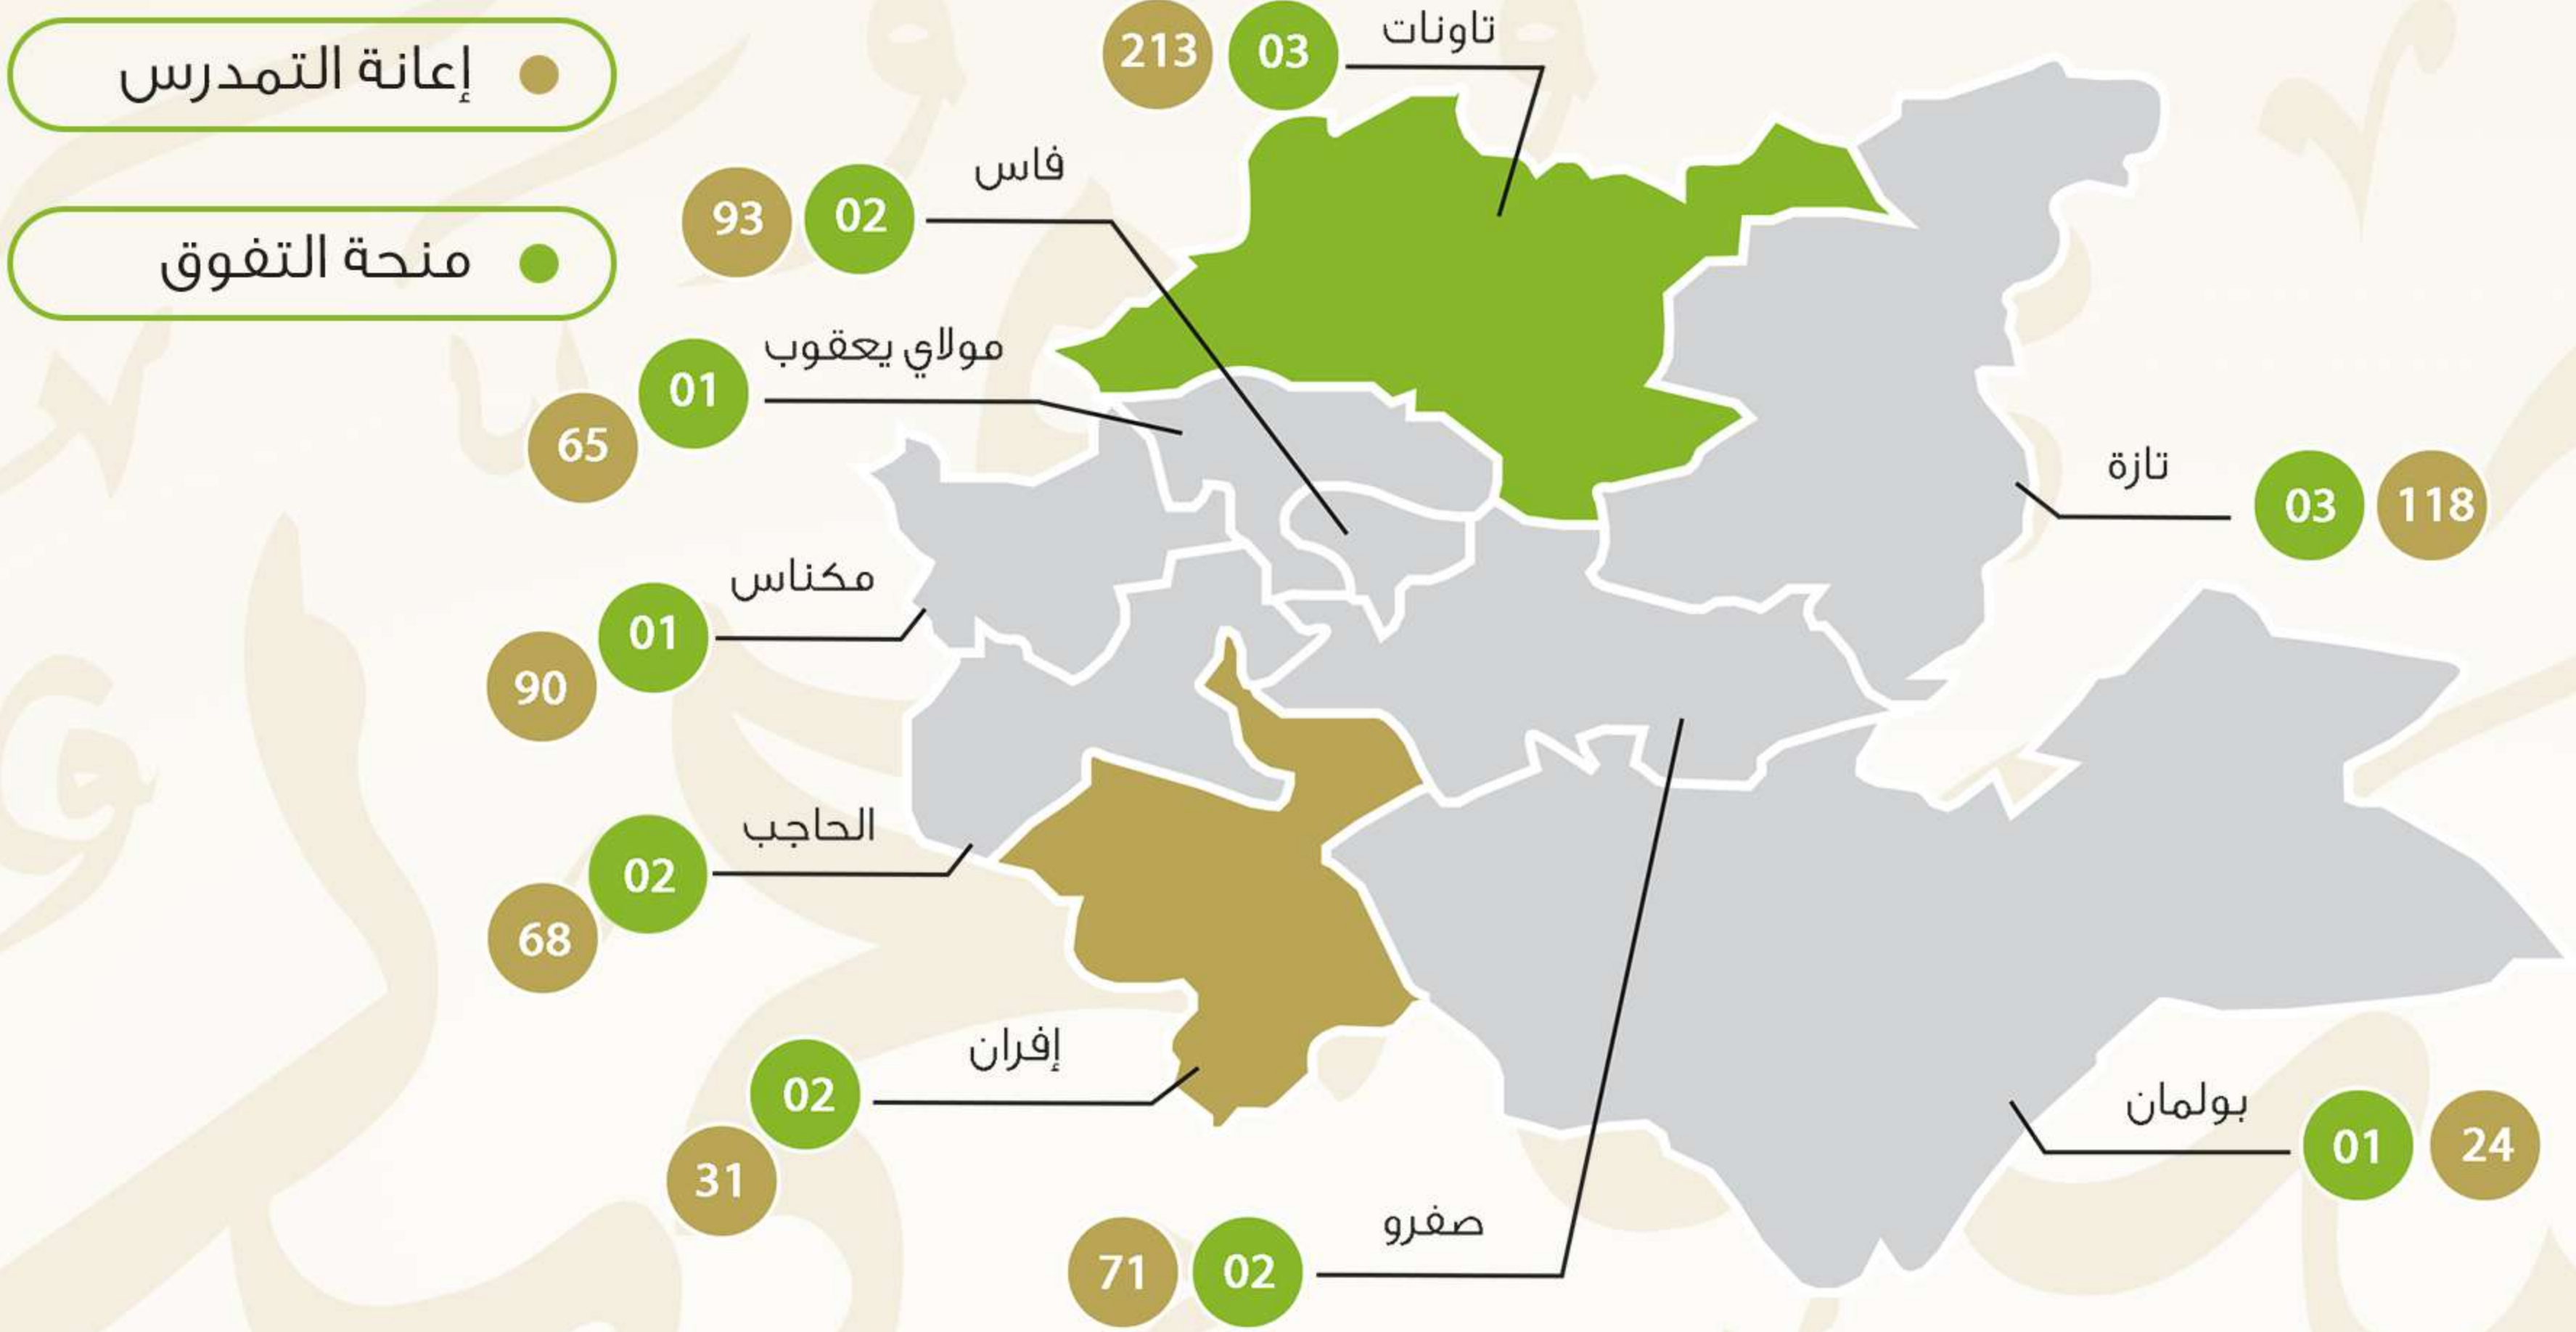 إعانة التمدرس
منحة التفوق
تاونات
03 213
فاس
02 93
مولاي يعقوب
01
65
تازة
03 118
مكناس
01
90
الحاجب
02
68
إفران
02
31
بولمان
01 24
صفرو
02 71